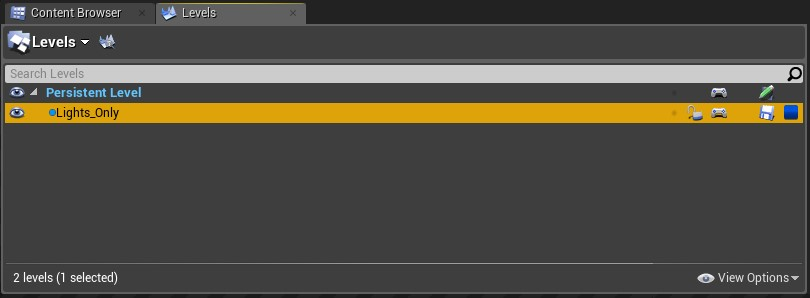 Content Browser
Levels
Levels
Search Levels
Persistent Level
Lights_Only
2 levels (1 selected)
View Options